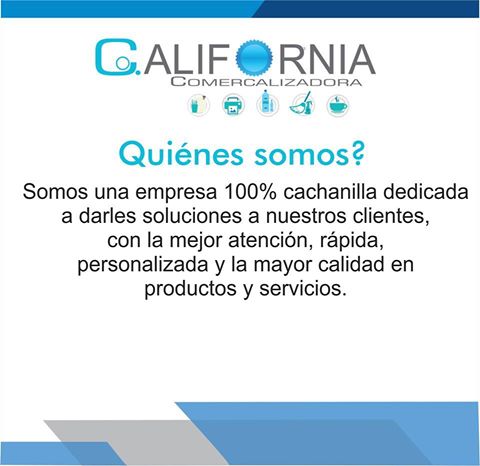 CALIFORNIA
COMERCALIZADORA
Quiénes somos?
Somos una empresa 100% cachanilla dedicada
a darles soluciones a nuestros clientes,
con la mejor atención, rápida,
personalizada y la mayor calidad en
productos y servicios.